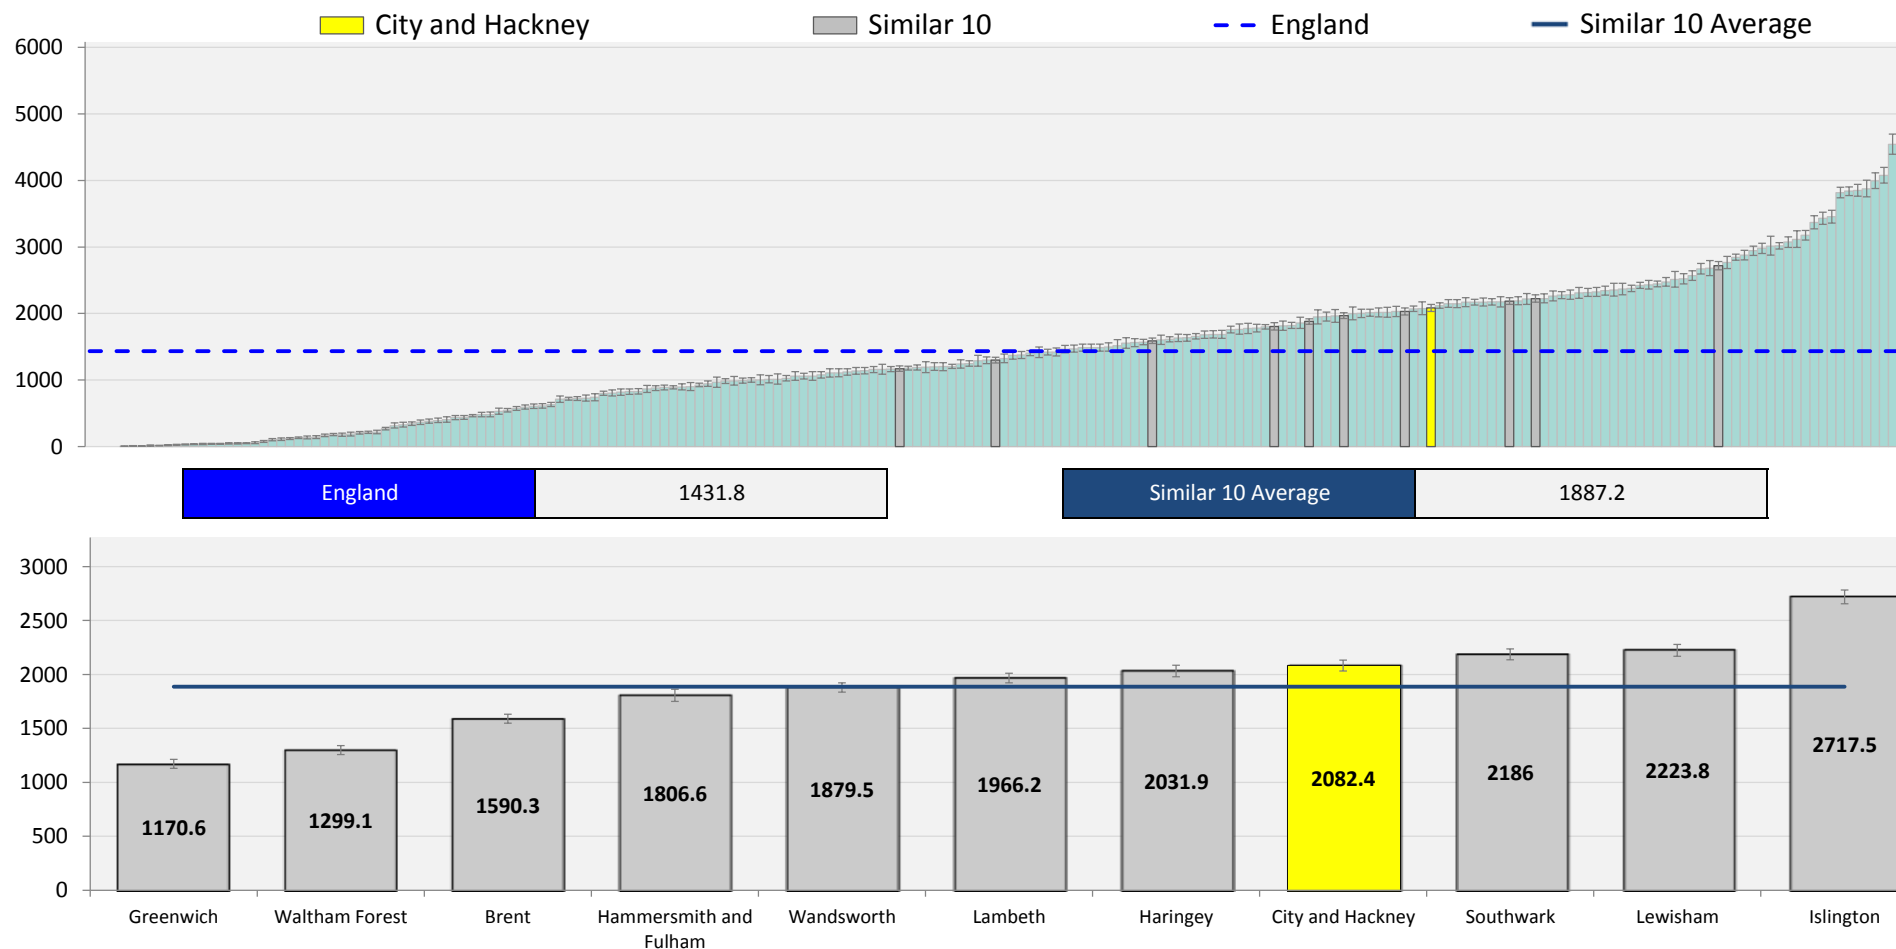 City and Hackney
Similar 10
England
Similar 10 Average
6000
5000
4000
3000
2000
1000
0
England 1431.8 Similar 10 Average 1887.2
3000
2500
2000
1500
1000
500
0
1170.6
1299.1
1590.3
1806.6
1879.5
1966.2
2031.9
2082.4
2186
2223.8
2717.5
Greenwich
Waltham Forest
Brent
Hammersmith and
Fulham
Wandsworth
Lambeth
Haringey
City and Hackney
Southwark
Lewisham
Islington